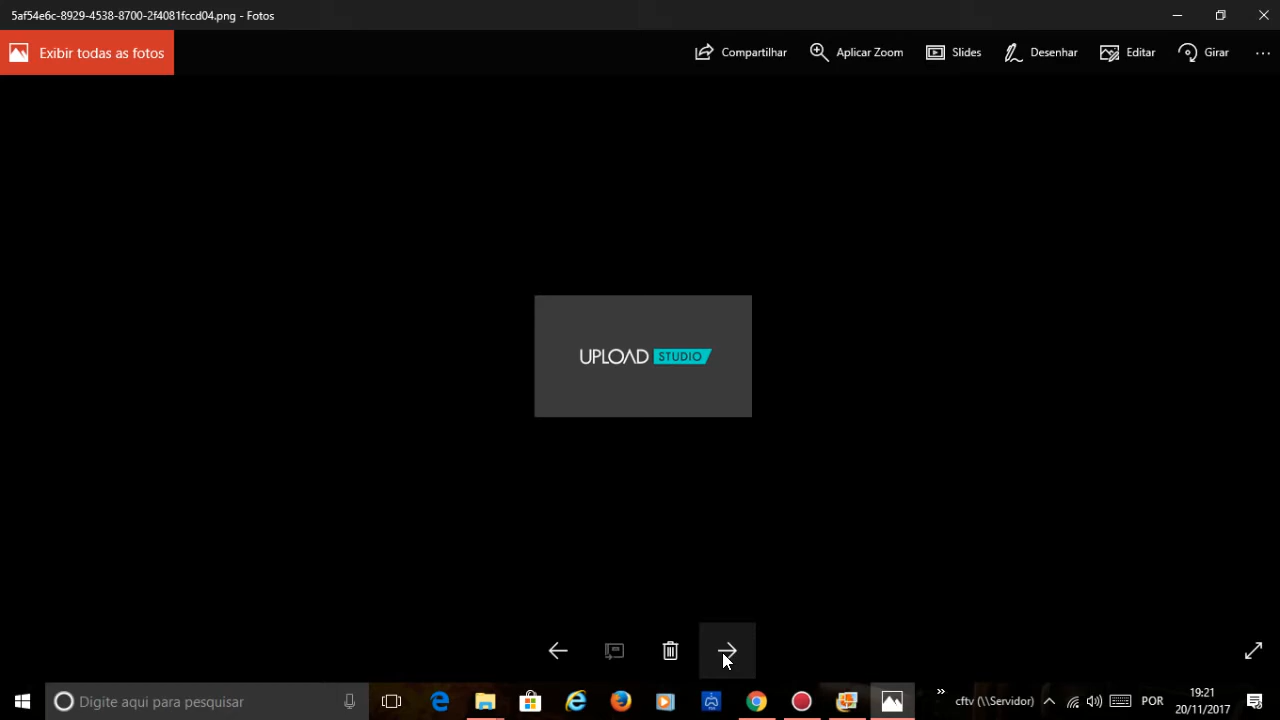 5af54e6c-8929-4538-8700-2f4081fccd04.png - Fotos
Exibir todas as fotos
Compartilhar
Aplicar Zoom
Slides
Desenhar
Editar
Girar
UPLOAD STUDIO
Digite aqui para pesquisar
cftv (\\Servidor)
POR
19:21
20/11/2017